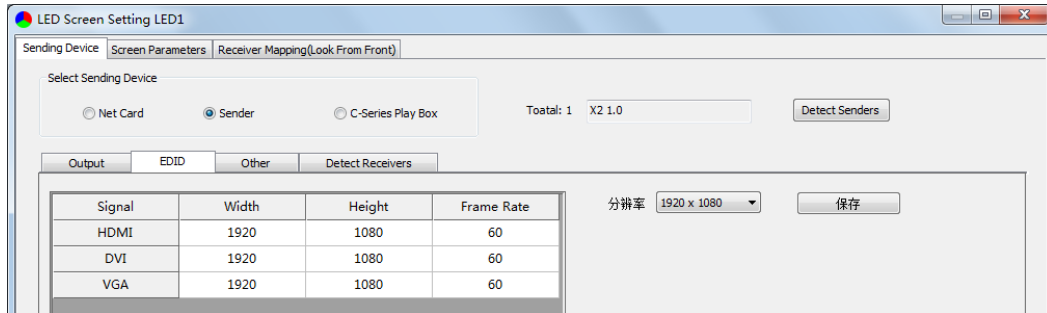 LED Screen Setting LED1
Sending Device Screen Parameters Receiver Mapping(Look From Front)
Select Sending Device
Net Card Sender C-Series Play Box Toatal: 1 X2 1.0 Detect Senders
Output EDID Other Detect Receivers
Signal Width Height Frame Rate 分辨率 1920 x 1080 保存
HDMI 1920 1080 60
DVI 1920 1080 60
VGA 1920 1080 60